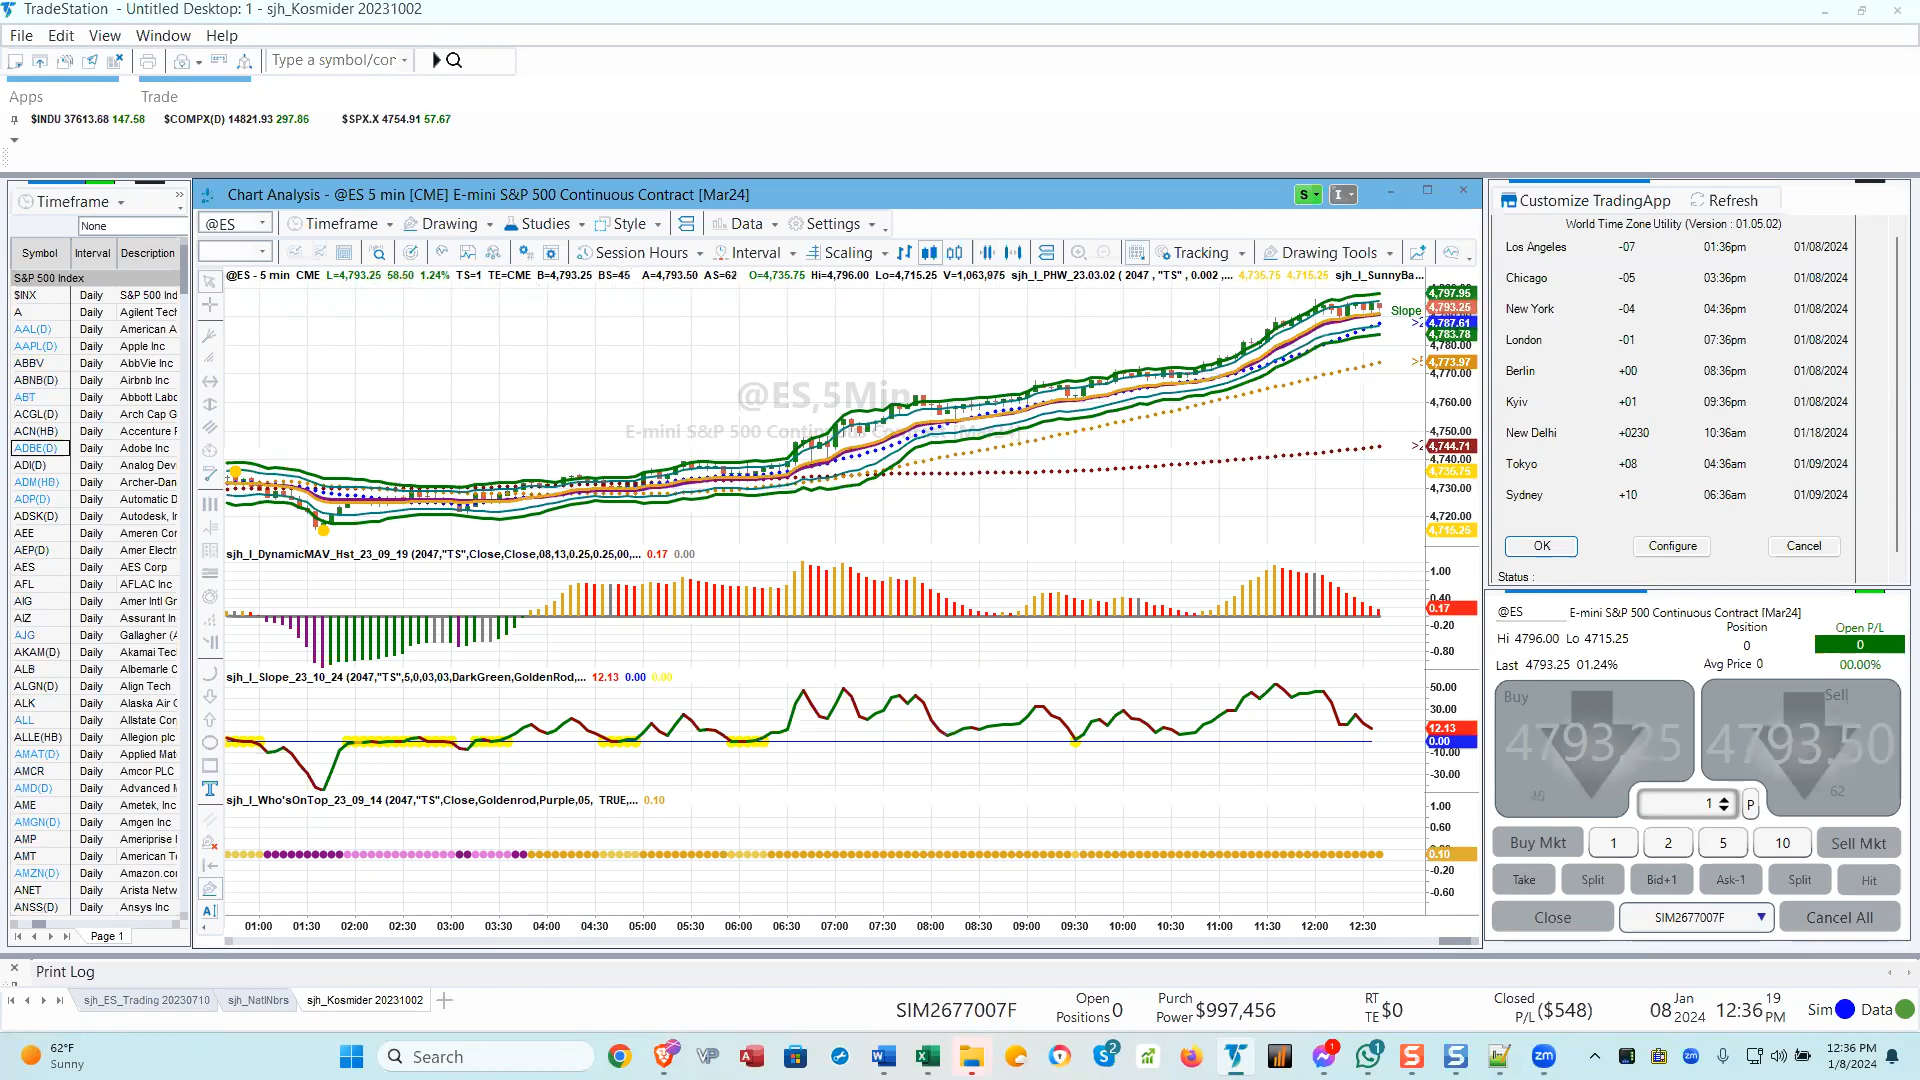 TradeStation - Untitled Desktop: 1 - sjh_Kosmider 20231002
File Edit View Window Help
Type a symbol/cor
Apps Trade
$INDU 37613.68 147.58 $COMPX(D) 14821.93 297.86 $SPX.X 4754.91 57.67
Timeframe
None
Symbol Interval Description
S&P 500 Index
$INX Daily S&P 500 Ind
A Daily Agilent Tech
AAL(D) Daily American A
AAPL(D) Daily Apple Inc
ABBV Daily AbbVie Inc
ABNB(D) Daily Airbnb Inc
ABT Daily Abbott Labo
ACGL(D) Daily Arch Cap G
ACN(HB) Daily Accenture P
ADBE(D) Daily Adobe Inc
ADI(D) Daily Analog Devi
ADM(HB) Daily Archer-Dan
ADP(D) Daily Automatic D
ADSK(D) Daily Autodesk, I
AEE Daily Ameren Cor
AEP(D) Daily Amer Electr
AES Daily AES Corp
AFL Daily AFLAC Inc
AIG Daily Amer Intl Gr
AIZ Daily Assurant In
AJG Daily Gallagher (A
AKAM(D) Daily Akamai Tec
ALB Daily Albemarle C
ALGN(D) Daily Align Tech
ALK Daily Alaska Air G
ALL Daily Allstate Cor
ALLE(HB) Daily Allegion plc
AMAT(D) Daily Applied Mat
AMCR Daily Amcor PLC
AMD(D) Daily Advanced M
AME Daily Ametek, Inc
AMGN(D) Daily Amgen Inc
AMP Daily Ameriprise F
AMT Daily American T
AMZN(D) Daily Amazon.co
ANET Daily Arista Netw
ANSS(D) Daily Ansys Inc
Page 1
Chart Analysis - @ES 5 min [CME] E-mini S&P 500 Continuous Contract [Mar24]
S I
@ES Timeframe Drawing Studies Style Data Settings
Session Hours Interval Scaling Tracking Drawing Tools
@ES - 5 min CME L=4,793.25 58.50 1.24% TS=1 TE=CME B=4,793.25 BS=45 A=4,793.50 AS=62 O=4,735.75 Hi=4,796.00 Lo=4,715.25 V=1,063,975 sjh_I_PHW_23.03.02 ( 2047 , "TS" , 0.002 ,... 4,735.75 4,715.25 sjh_I_SunnyBa...
@ES,5Min
E-mini S&P 500 Continuous Contract [Mar24]
Slope
4,797.95
4,793.25
4,787.61
4,783.78
4,780.00
4,773.97
4,770.00
4,760.00
4,750.00
4,744.71
4,740.00
4,735.75
4,730.00
4,720.00
4,715.25
sjh_I_DynamicMAV_Hst_23_09_19 (2047,"TS",Close,Close,08,13,0.25,0.25,00,... 0.17 0.00
1.00
0.40
0.17
-0.20
-0.80
sjh_I_Slope_23_10_24 (2047,"TS",5,0,03,03,DarkGreen,GoldenRod,... 12.13 0.00 0.00
50.00
30.00
12.13
0.00
-10.00
-30.00
sjh_I_Who'sOnTop_23_09_14 (2047,"TS",Close,Goldenrod,Purple,05, TRUE,... 0.10
1.00
0.60
0.10
-0.20
-0.60
01:00 01:30 02:00 02:30 03:00 03:30 04:00 04:30 05:00 05:30 06:00 06:30 07:00 07:30 08:00 08:30 09:00 09:30 10:00 10:30 11:00 11:30 12:00 12:30
Customize TradingApp Refresh
World Time Zone Utility (Version : 01.05.02)
Los Angeles -07 01:36pm 01/08/2024
Chicago -05 03:36pm 01/08/2024
New York -04 04:36pm 01/08/2024
London -01 07:36pm 01/08/2024
Berlin +00 08:36pm 01/08/2024
Kyiv +01 09:36pm 01/08/2024
New Delhi +0230 10:36am 01/18/2024
Tokyo +08 04:36am 01/09/2024
Sydney +10 06:36am 01/09/2024
OK Configure Cancel
Status :
@ES E-mini S&P 500 Continuous Contract [Mar24]
Hi 4796.00 Lo 4715.25 Position Open P/L
0 0
Last 4793.25 01.24% Avg Price 0 00.00%
Buy Sell
4793.25 4793.50
62
1 P
Buy Mkt 1 2 5 10 Sell Mkt
Take Split Bid+1 Ask-1 Split Hit
Close SIM2677007F Cancel All
Print Log
sjh_ES_Trading 20230710 sjh_NatlNbrs sjh_Kosmider 20231002
SIM2677007F Open Positions 0 Purch Power $997,456 RT TE $0 Closed P/L ($548) 08 Jan 2024 12:36 19 PM Sim Data
62°F
Sunny
Search
12:36 PM
1/8/2024